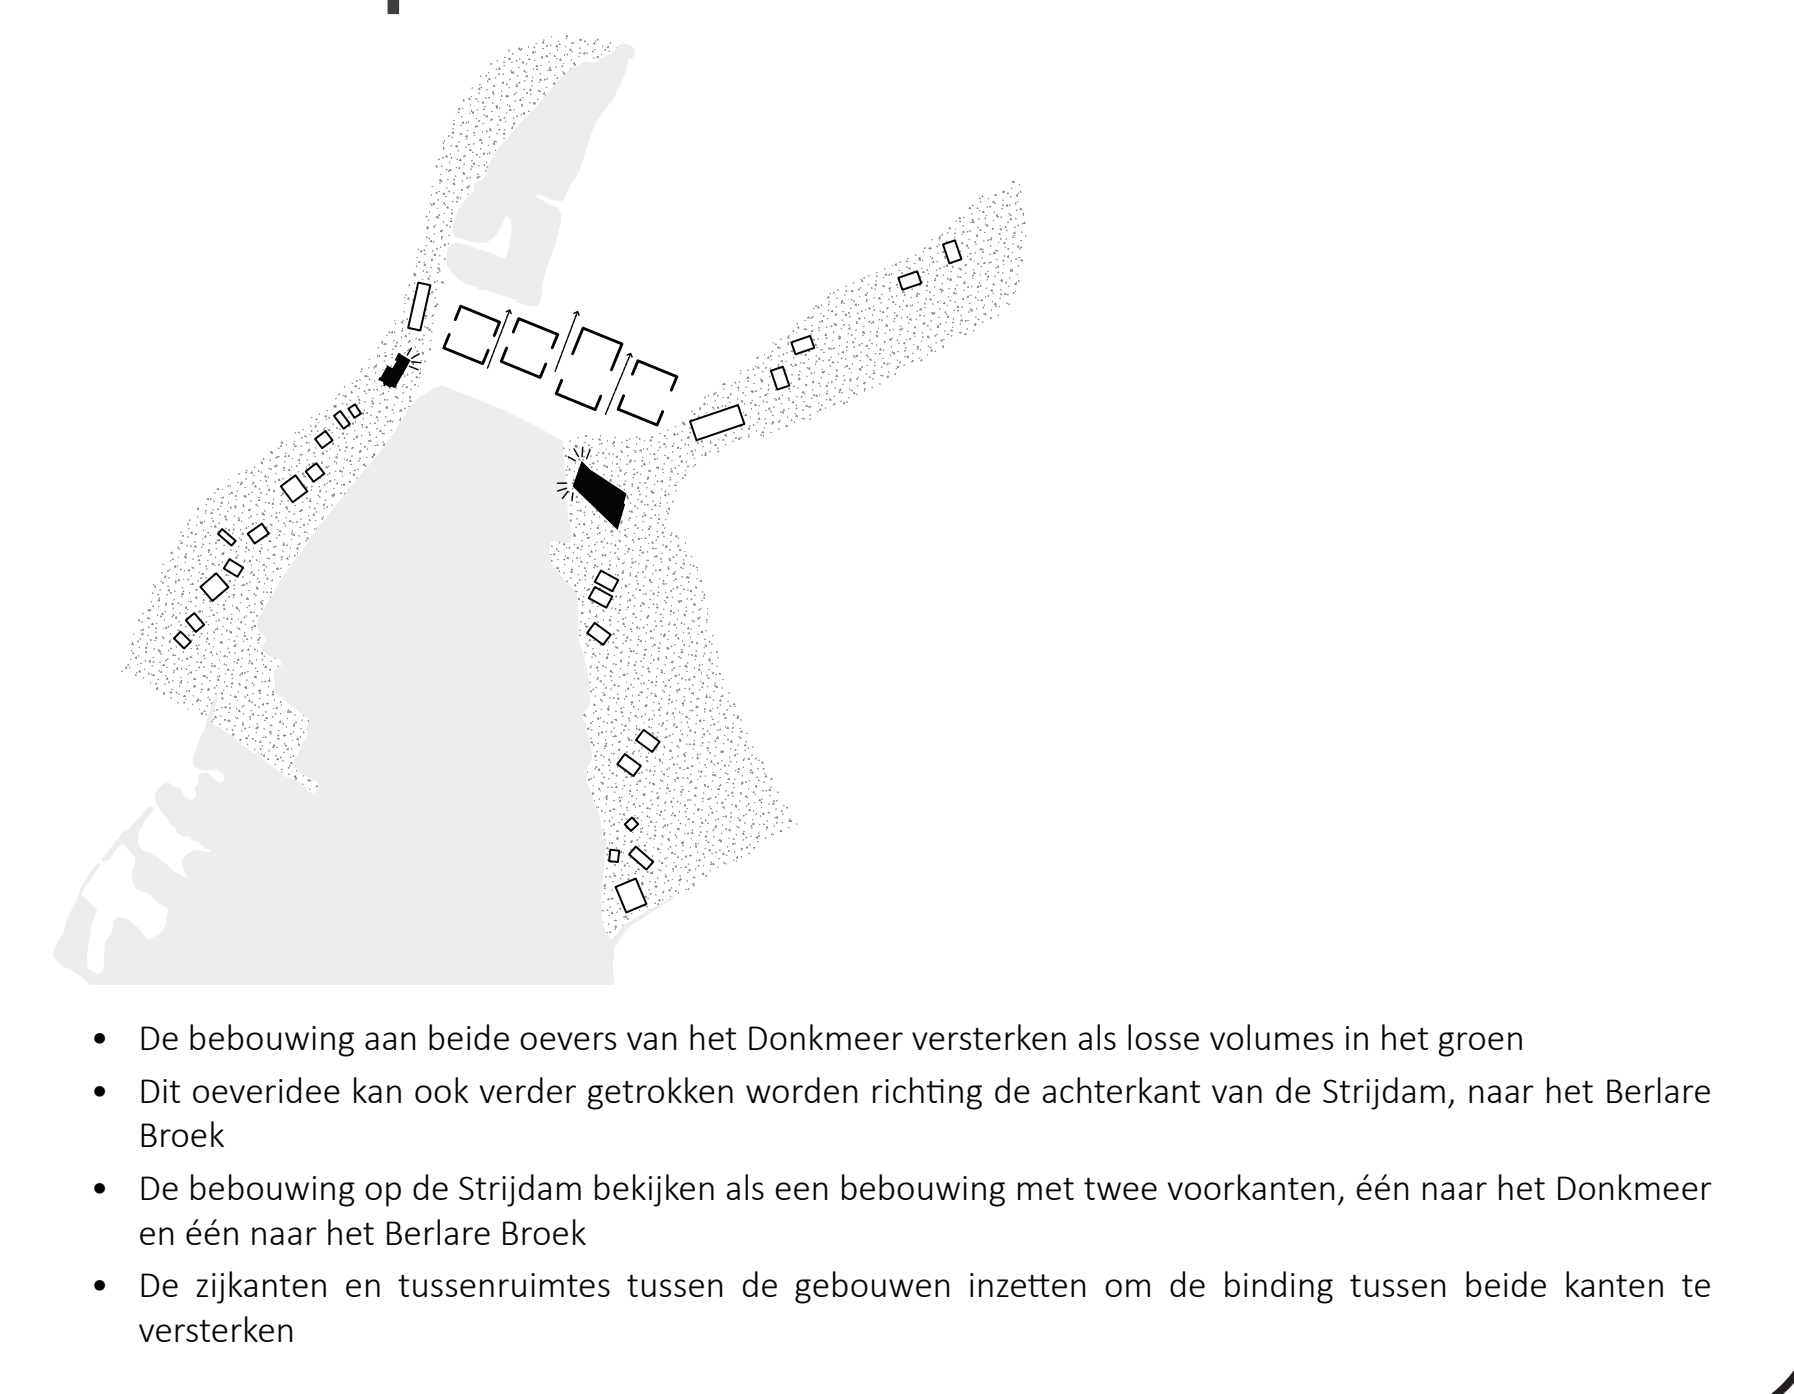 • De bebouwing aan beide oevers van het Donkmeer versterken als losse volumes in het groen
• Dit oeveridee kan ook verder getrokken worden richting de achterkant van de Strijdam, naar het Berlare
Broek
• De bebouwing op de Strijdam bekijken als een bebouwing met twee voorkanten, één naar het Donkmeer
en één naar het Berlare Broek
• De zijkanten en tussenruimtes tussen de gebouwen inzetten om de binding tussen beide kanten te
versterken